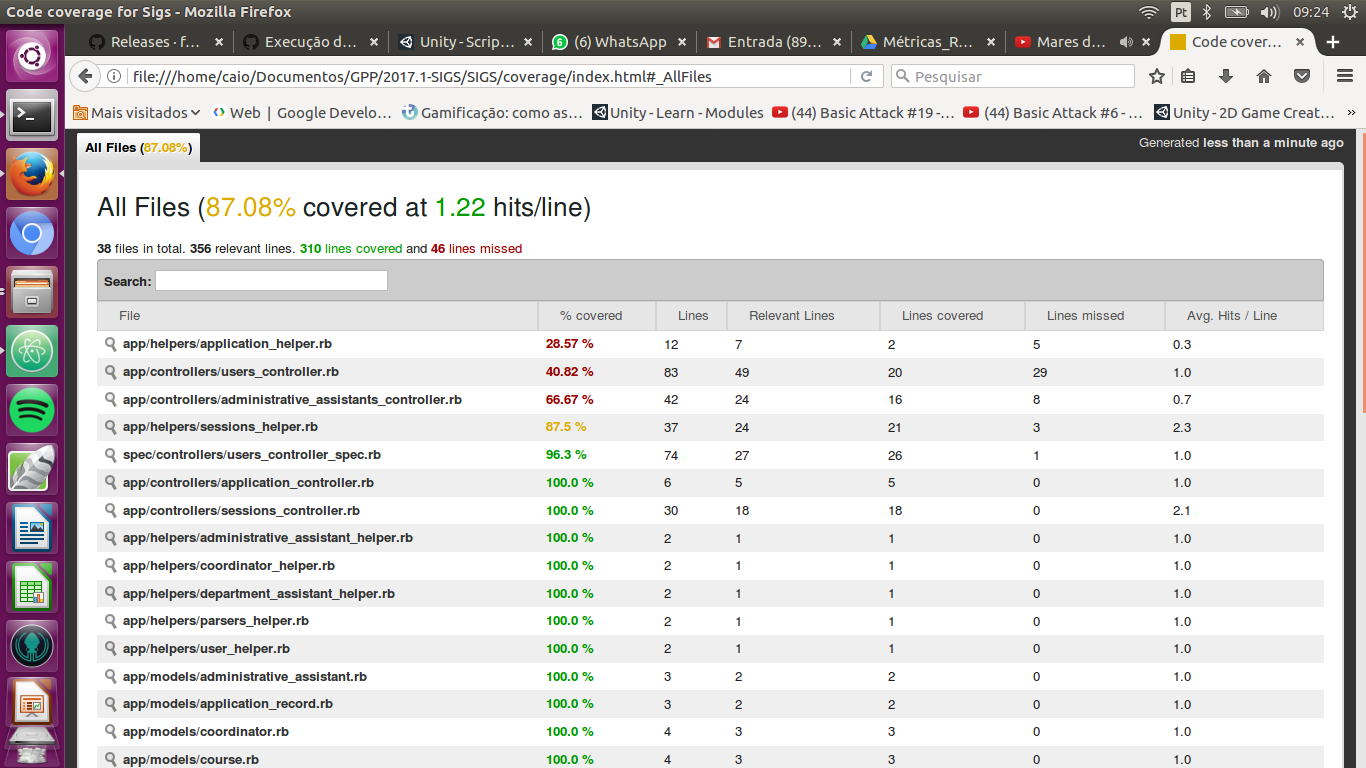 Code coverage for Sigs - Mozilla Firefox
Pt
09:24
Releases · f…
Execução d…
Unity - Scrip…
(6) WhatsApp
Entrada (89…
Métricas_R…
Mares d…
Code cover…
file:///home/caio/Documentos/GPP/2017.1-SIGS/SIGS/coverage/index.html#_AllFiles
Pesquisar
Mais visitados
Web | Google Develo…
Gamificação: como as…
Unity - Learn - Modules
(44) Basic Attack #19 -…
(44) Basic Attack #6 - …
Unity - 2D Game Creat…
All Files (87.08%)
Generated less than a minute ago
All Files (87.08% covered at 1.22 hits/line)
38 files in total. 356 relevant lines. 310 lines covered and 46 lines missed
Search:
File % covered Lines Relevant Lines Lines covered Lines missed Avg. Hits / Line
app/helpers/application_helper.rb 28.57 % 12 7 2 5 0.3
app/controllers/users_controller.rb 40.82 % 83 49 20 29 1.0
app/controllers/administrative_assistants_controller.rb 66.67 % 42 24 16 8 0.7
app/helpers/sessions_helper.rb 87.5 % 37 24 21 3 2.3
spec/controllers/users_controller_spec.rb 96.3 % 74 27 26 1 1.0
app/controllers/application_controller.rb 100.0 % 6 5 5 0 1.0
app/controllers/sessions_controller.rb 100.0 % 30 18 18 0 2.1
app/helpers/administrative_assistant_helper.rb 100.0 % 2 1 1 0 1.0
app/helpers/coordinator_helper.rb 100.0 % 2 1 1 0 1.0
app/helpers/department_assistant_helper.rb 100.0 % 2 1 1 0 1.0
app/helpers/parsers_helper.rb 100.0 % 2 1 1 0 1.0
app/helpers/user_helper.rb 100.0 % 2 1 1 0 1.0
app/models/administrative_assistant.rb 100.0 % 3 2 2 0 1.0
app/models/application_record.rb 100.0 % 3 2 2 0 1.0
app/models/coordinator.rb 100.0 % 4 3 3 0 1.0
app/models/course.rb 100.0 % 4 3 3 0 1.0